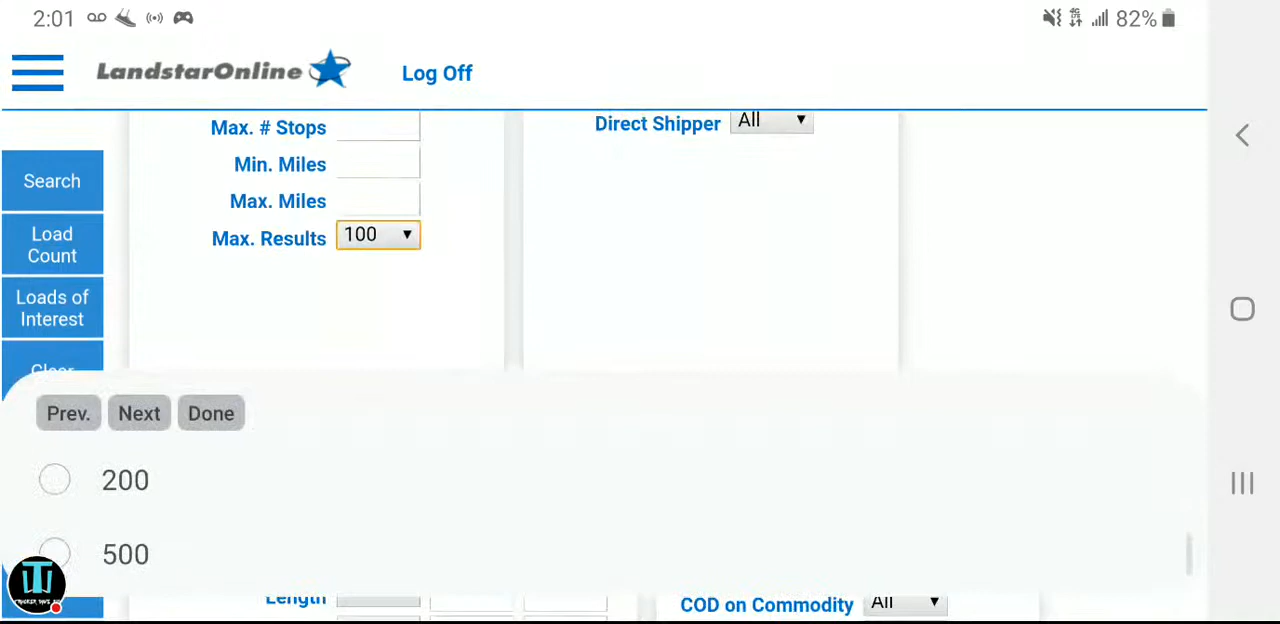 2:01 82%
LandstarOnline Log Off
Max. # Stops
Direct Shipper All
Search
Min. Miles
Max. Miles
Max. Results 100
Load
Count
Loads of
Interest
Clear
Prev. Next Done
200
500
Length
COD on Commodity All